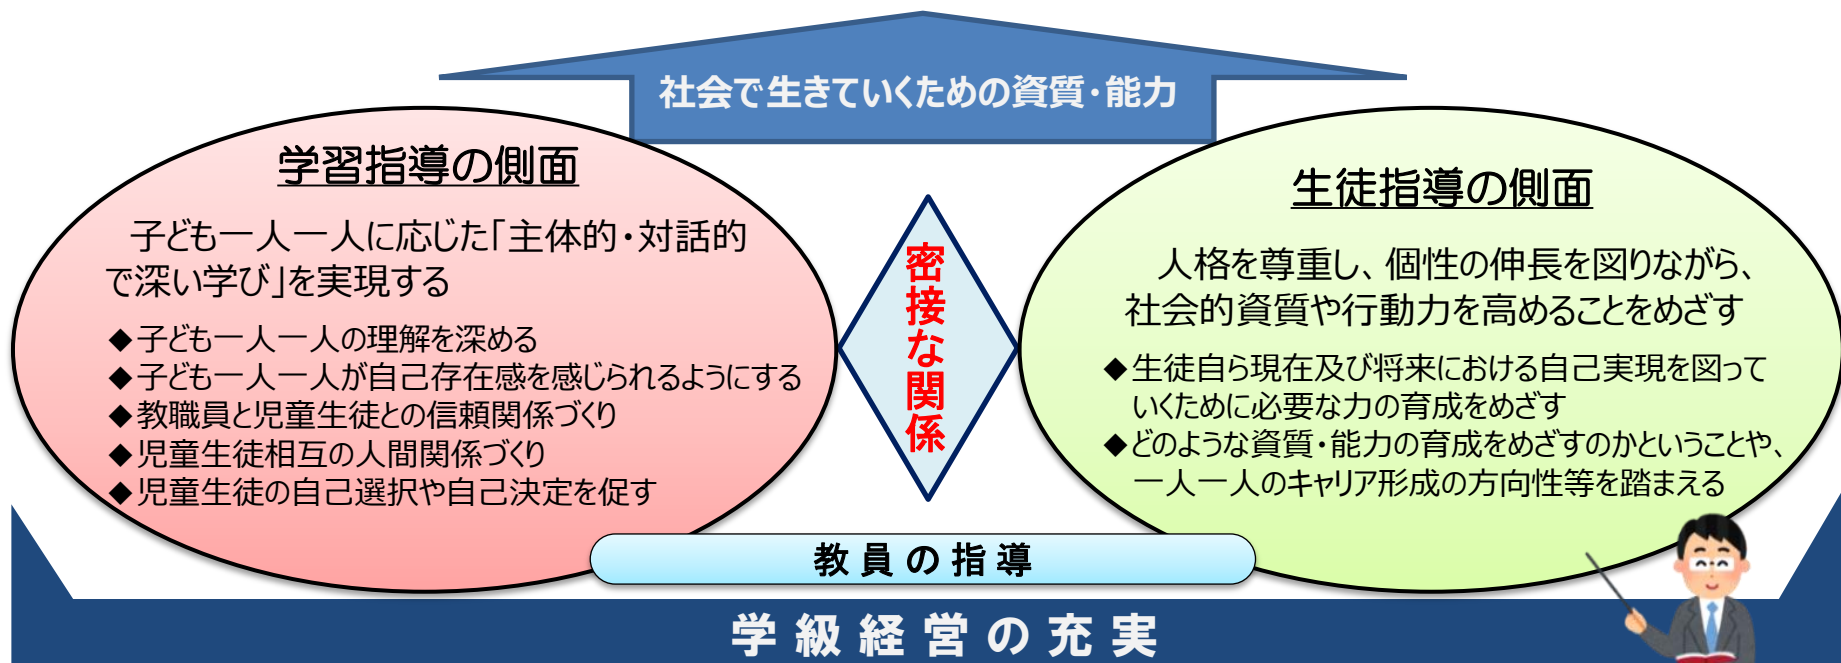 社会で生きていくための資質・能力
学習指導の側面
子ども一人一人に応じた「主体的・対話的
で深い学び」を実現する
◆子ども一人一人の理解を深める
◆子ども一人一人が自己存在感を感じられるようにする
◆教職員と児童生徒との信頼関係づくり
◆児童生徒相互の人間関係づくり
◆児童生徒の自己選択や自己決定を促す
密接な関係
生徒指導の側面
人格を尊重し、個性の伸長を図りながら、
社会的資質や行動力を高めることをめざす
◆生徒自ら現在及び将来における自己実現を図って
いくために必要な力の育成をめざす
◆どのような資質・能力の育成をめざすのかということや、
一人一人のキャリア形成の方向性等を踏まえる
教員の指導
学級経営の充実